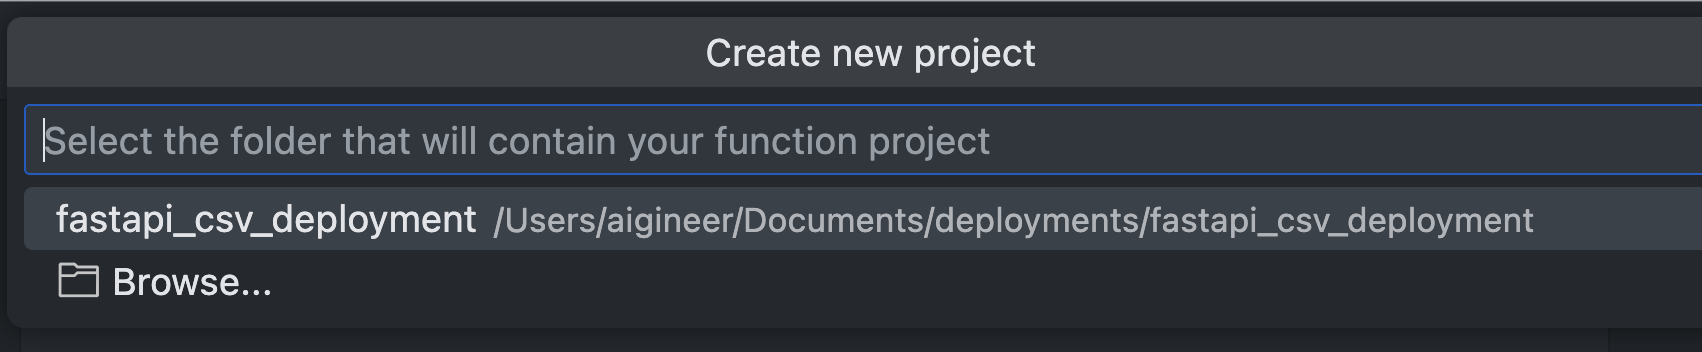 Create new project
Select the folder that will contain your function project
fastapi_csv_deployment /Users/aigineer/Documents/deployments/fastapi_csv_deployment
Browse...